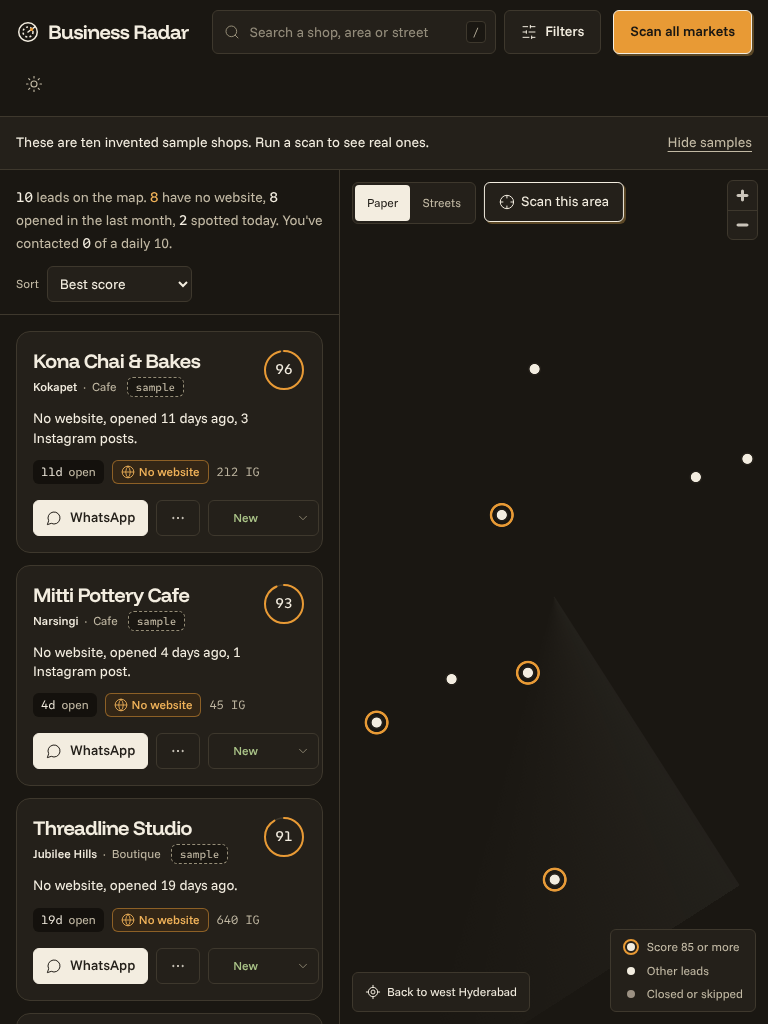 Business Radar
Search a shop, area or street
/
Filters
Scan all markets
These are ten invented sample shops. Run a scan to see real ones.
Hide samples
10 leads on the map. 8 have no website, 8
opened in the last month, 2 spotted today. You've
contacted 0 of a daily 10.
Sort
Best score
Kona Chai & Bakes
96
Kokapet · Cafe sample
No website, opened 11 days ago, 3
Instagram posts.
11d open No website 212 IG
WhatsApp ... New
Mitti Pottery Cafe
93
Narsingi · Cafe sample
No website, opened 4 days ago, 1
Instagram post.
4d open No website 45 IG
WhatsApp ... New
Threadline Studio
91
Jubilee Hills · Boutique sample
No website, opened 19 days ago.
19d open No website 640 IG
WhatsApp ... New
Paper
Streets
Scan this area
+
−
Back to west Hyderabad
Score 85 or more
Other leads
Closed or skipped